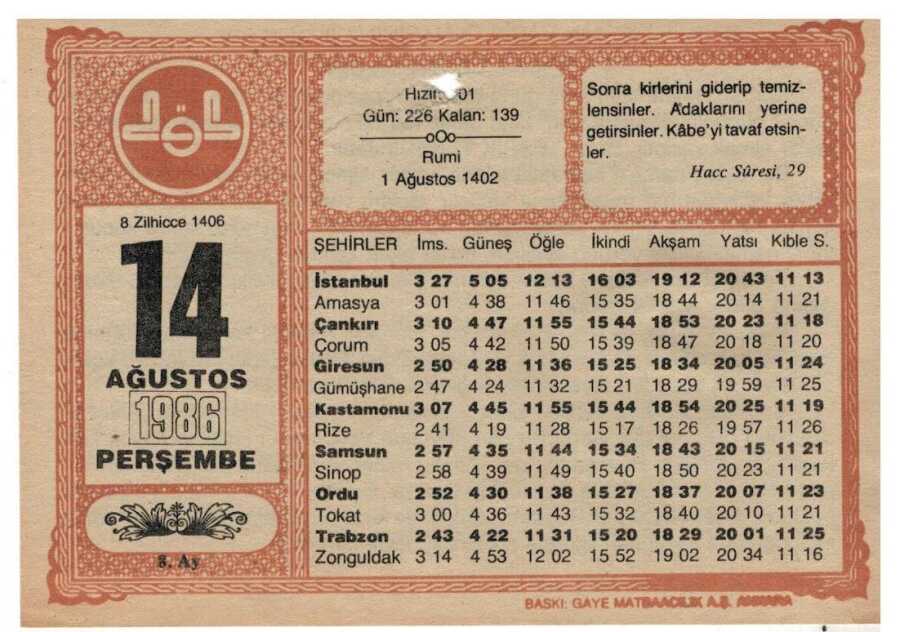 8 Zilhicce 1406
14
AĞUSTOS
1986
PERŞEMBE
8. Ay
Gün: 226 Kalan: 139
oOo
Rumi
1 Ağustos 1402
Sonra kirlerini giderip temiz-
lensinler. Adaklarını yerine
getirsinler. Kâbe'yi tavaf etsin-
ler.
Hacc Sûresi, 29
ŞEHİRLER İms. Güneş Öğle İkindi Akşam Yatsı Kıble S.
İstanbul 3 27 5 05 12 13 16 03 19 12 20 43 11 13
Amasya 3 01 4 38 11 46 15 35 18 44 20 14 11 21
Çankırı 3 10 4 47 11 55 15 44 18 53 20 23 11 18
Çorum 3 05 4 42 11 50 15 39 18 47 20 18 11 20
Giresun 2 50 4 28 11 36 15 25 18 34 20 05 11 24
Gümüşhane 2 47 4 24 11 32 15 21 18 29 19 59 11 25
Kastamonu 3 07 4 45 11 55 15 44 18 54 20 25 11 19
Rize 2 41 4 19 11 28 15 17 18 26 19 57 11 26
Samsun 2 57 4 35 11 44 15 34 18 43 20 15 11 21
Sinop 2 58 4 39 11 49 15 40 18 50 20 23 11 21
Ordu 2 52 4 30 11 38 15 27 18 37 20 07 11 23
Tokat 3 00 4 36 11 43 15 32 18 40 20 10 11 21
Trabzon 2 43 4 22 11 31 15 20 18 29 20 01 11 25
Zonguldak 3 14 4 53 12 02 15 52 19 02 20 34 11 16
BASKI: GAYE MATBAACILIK A.Ş. ANKARA